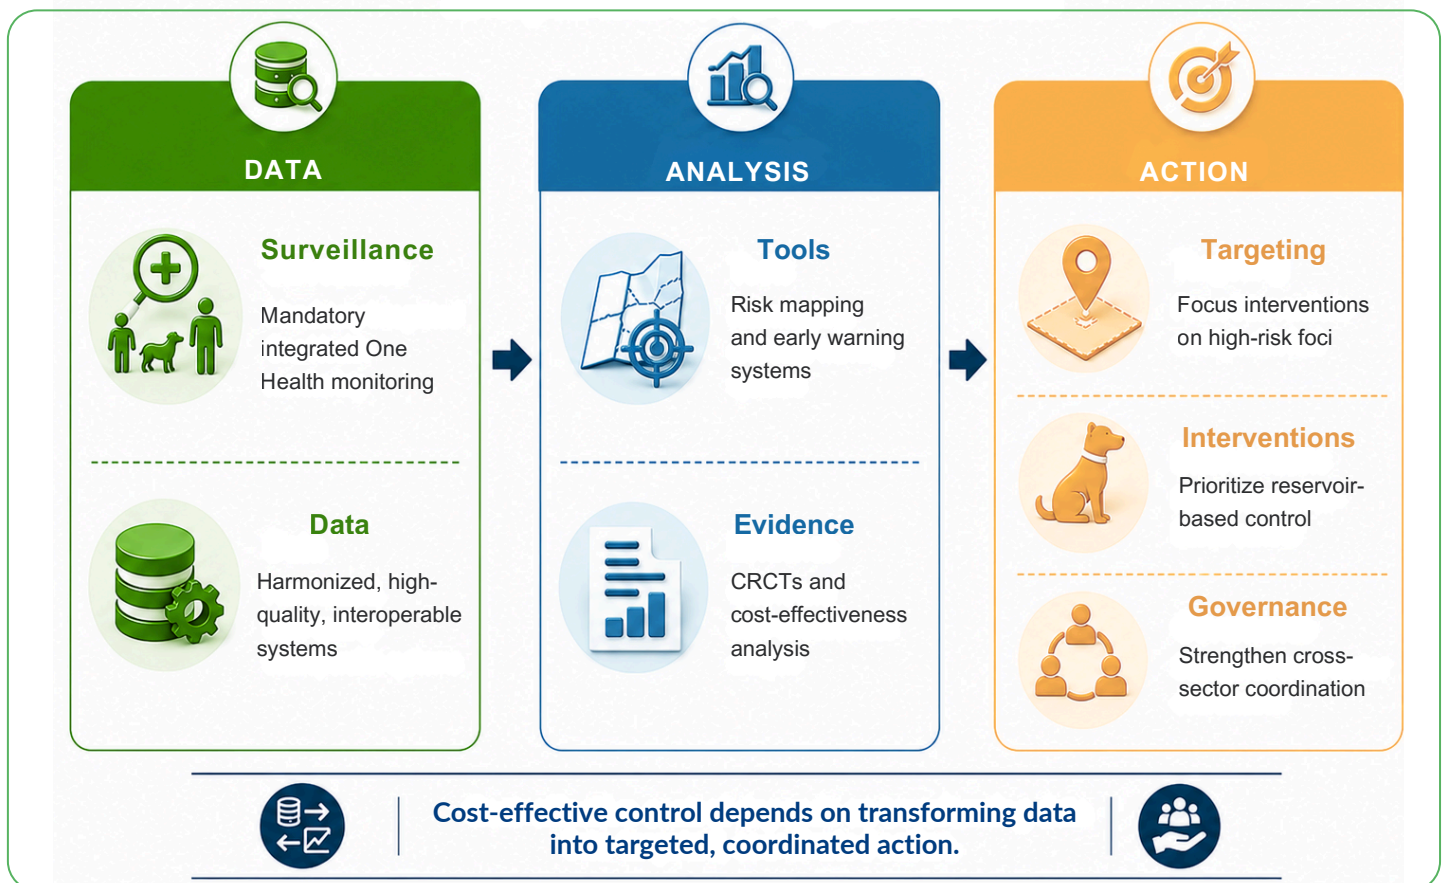 DATA
Surveillance
Mandatory
integrated One
Health monitoring
Data
Harmonized, high-
quality, interoperable
systems
ANALYSIS
Tools
Risk mapping
and early warning
systems
Evidence
CRCTs and
cost-effectiveness
analysis
ACTION
Targeting
Focus interventions
on high-risk foci
Interventions
Prioritize reservoir-
based control
Governance
Strengthen cross-
sector coordination
Cost-effective control depends on transforming data
into targeted, coordinated action.